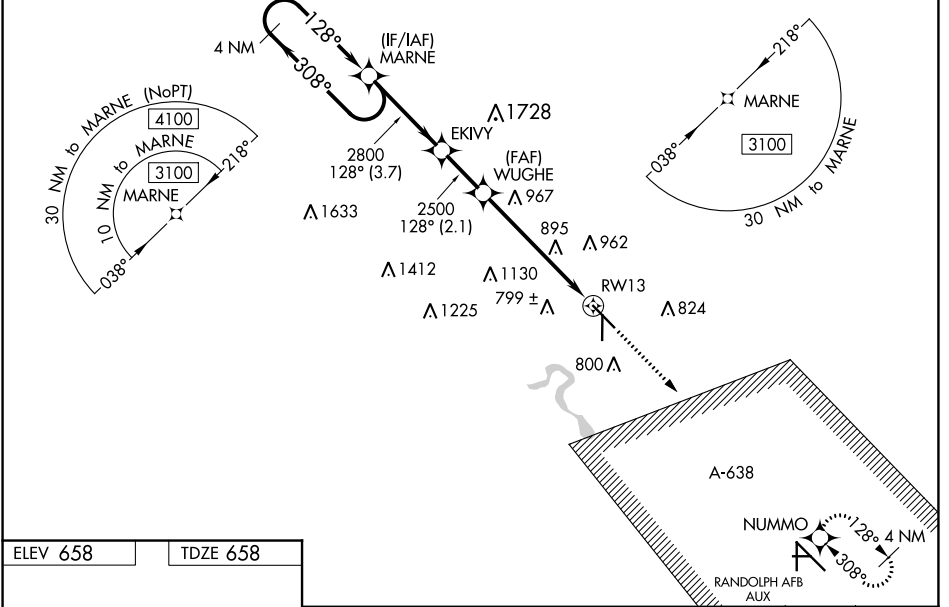 128°
4 NM
308°
(IF/IAF)
MARNE
218°
MARNE
3100
038°
30 NM to MARNE
30 NM to MARNE (NoPT)
4100
10 NM to MARNE
3100
218°
MARNE
038°
1728
EKIVY
2800
128° (3.7)
(FAF)
WUGHE
967
1633
2500
128° (2.1)
895
962
1412
1130
RW13
799 ±
1225
824
800
A-638
NUMMO
128°
4 NM
308°
RANDOLPH AFB
AUX
ELEV 658
TDZE 658